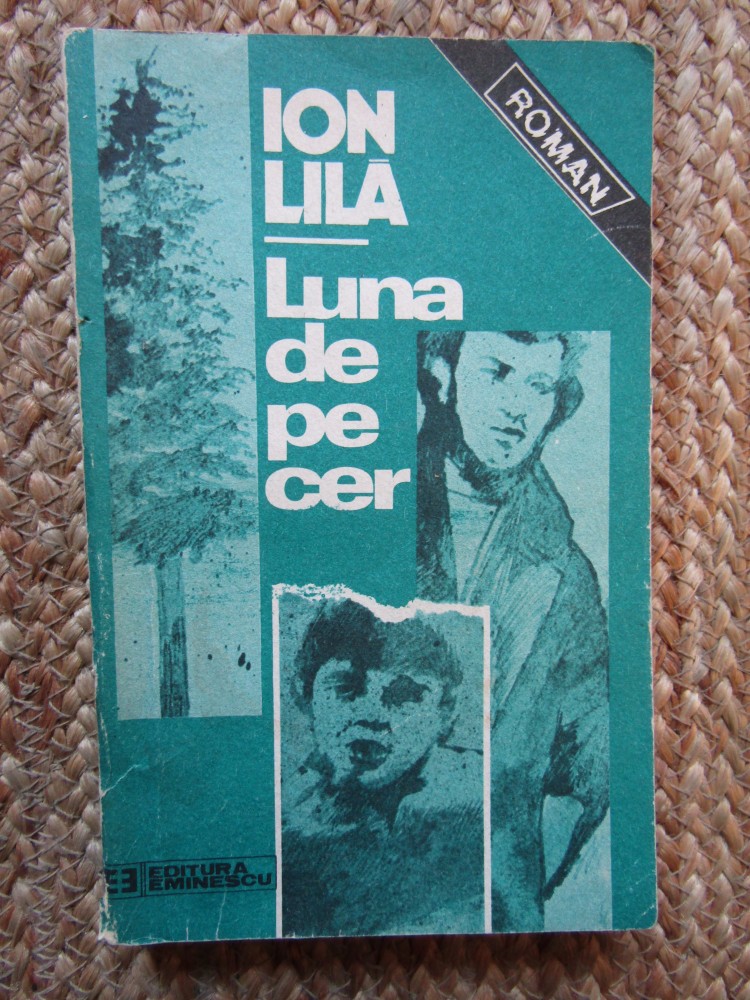 ION
LILĂ
Luna
de
pe
cer
ROMAN
EDITURA
EMINESCU